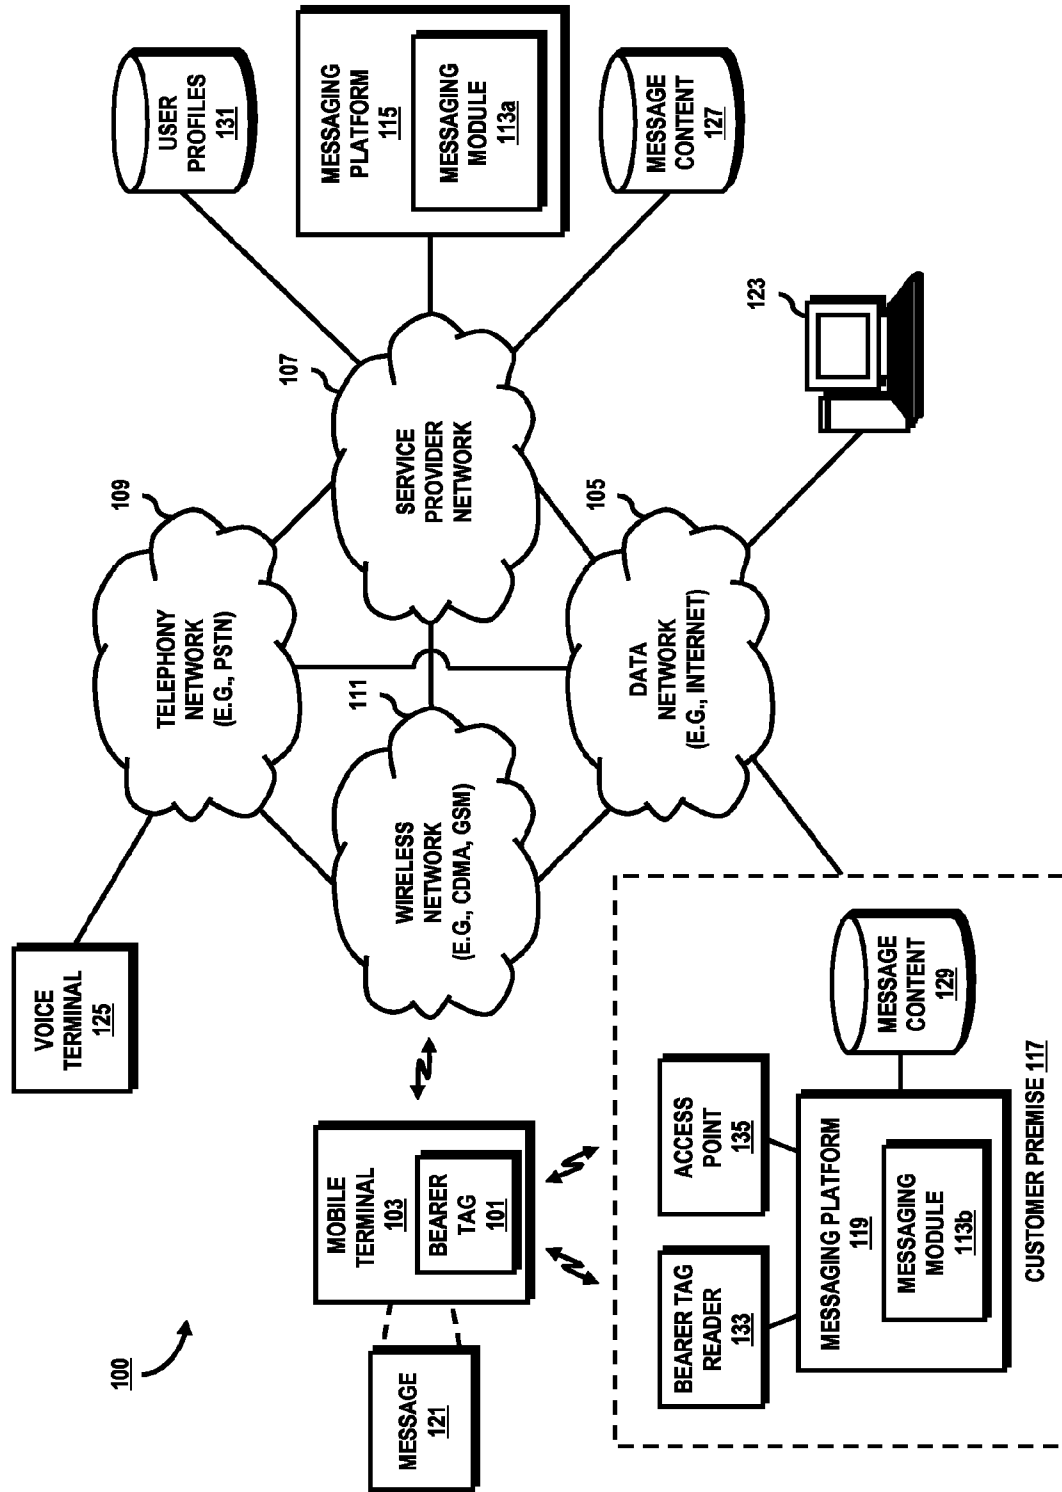 100
VOICE
TERMINAL
125
TELEPHONY
NETWORK
(E.G., PSTN)
109
USER
PROFILES
131
MESSAGE
121
MOBILE
TERMINAL
103
BEARER
TAG
101
WIRELESS
NETWORK
(E.G., CDMA, GSM)
111
SERVICE
PROVIDER
NETWORK
107
MESSAGING
PLATFORM
115
MESSAGING
MODULE
113a
MESSAGE
CONTENT
127
DATA
NETWORK
(E.G., INTERNET)
105
123
BEARER TAG
READER
133
ACCESS
POINT
135
MESSAGING PLATFORM
119
MESSAGING
MODULE
113b
MESSAGE
CONTENT
129
CUSTOMER PREMISE 117